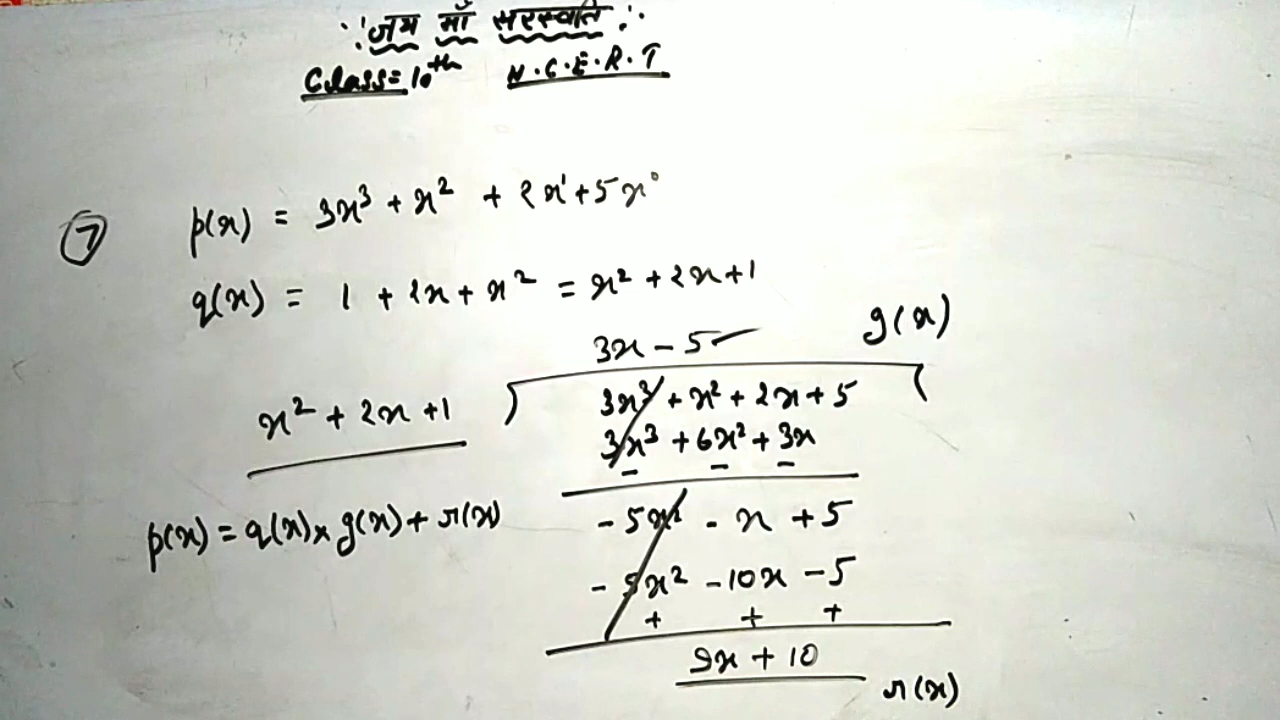 ∵ जय माँ सरस्वति ∴
Class = 10th N.C.E.R.T
7 p(x) = 3x³ + x² + 2x¹ + 5x⁰
q(x) = 1 + 2x + x² = x² + 2x + 1
3x - 5 g(x)
x² + 2x + 1 ) 3x³ + x² + 2x + 5
3x³ + 6x² + 3x
- - -
p(x) = q(x) x g(x) + r(x)
- 5x² - x + 5
- 5x² - 10x - 5
+ + +
9x + 10
r(x)